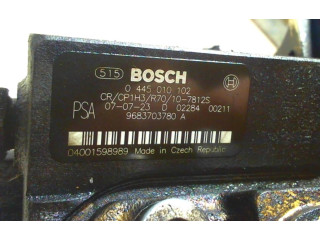 515 BOSCH
0 445 010 102
CR/CP1H3/R70/10-7812S
PSA 07-07-23 D 02284 00211
9683703780 A
04001598989 Made in Czech Republic